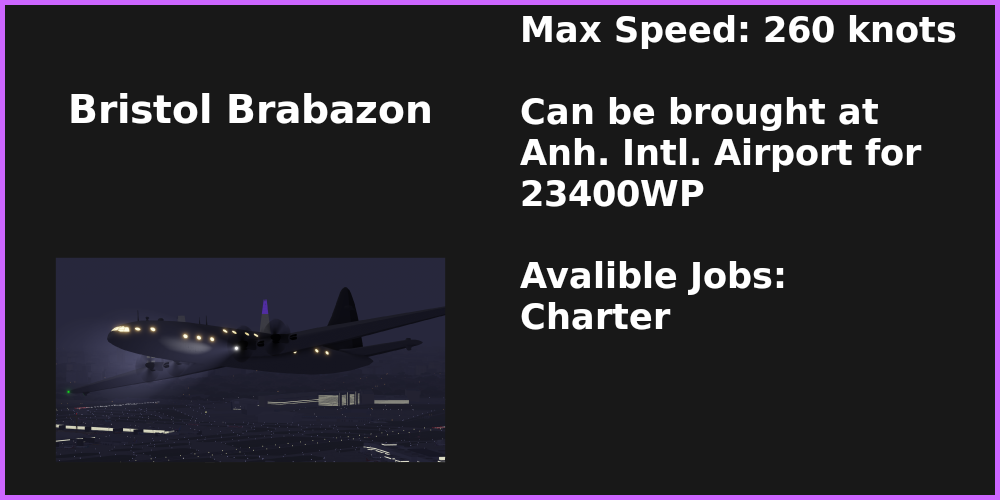 Bristol Brabazon
Max Speed: 260 knots
Can be brought at
Anh. Intl. Airport for
23400WP
Avalible Jobs:
Charter